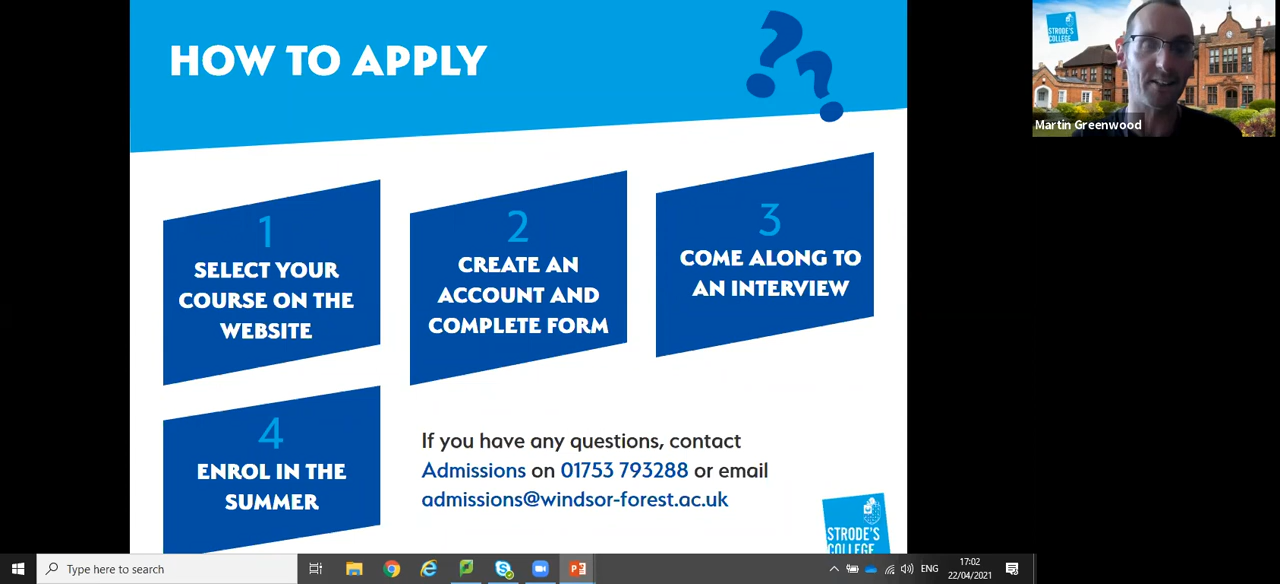 HOW TO APPLY
??
STRODE'S
COLLEGE
Martin Greenwood
1
SELECT YOUR
COURSE ON THE
WEBSITE
2
CREATE AN
ACCOUNT AND
COMPLETE FORM
3
COME ALONG TO
AN INTERVIEW
4
ENROL IN THE
SUMMER
If you have any questions, contact
Admissions on 01753 793288 or email
admissions@windsor-forest.ac.uk
STRODE'S
COLLEGE
Type here to search
ENG
17:02
22/04/2021